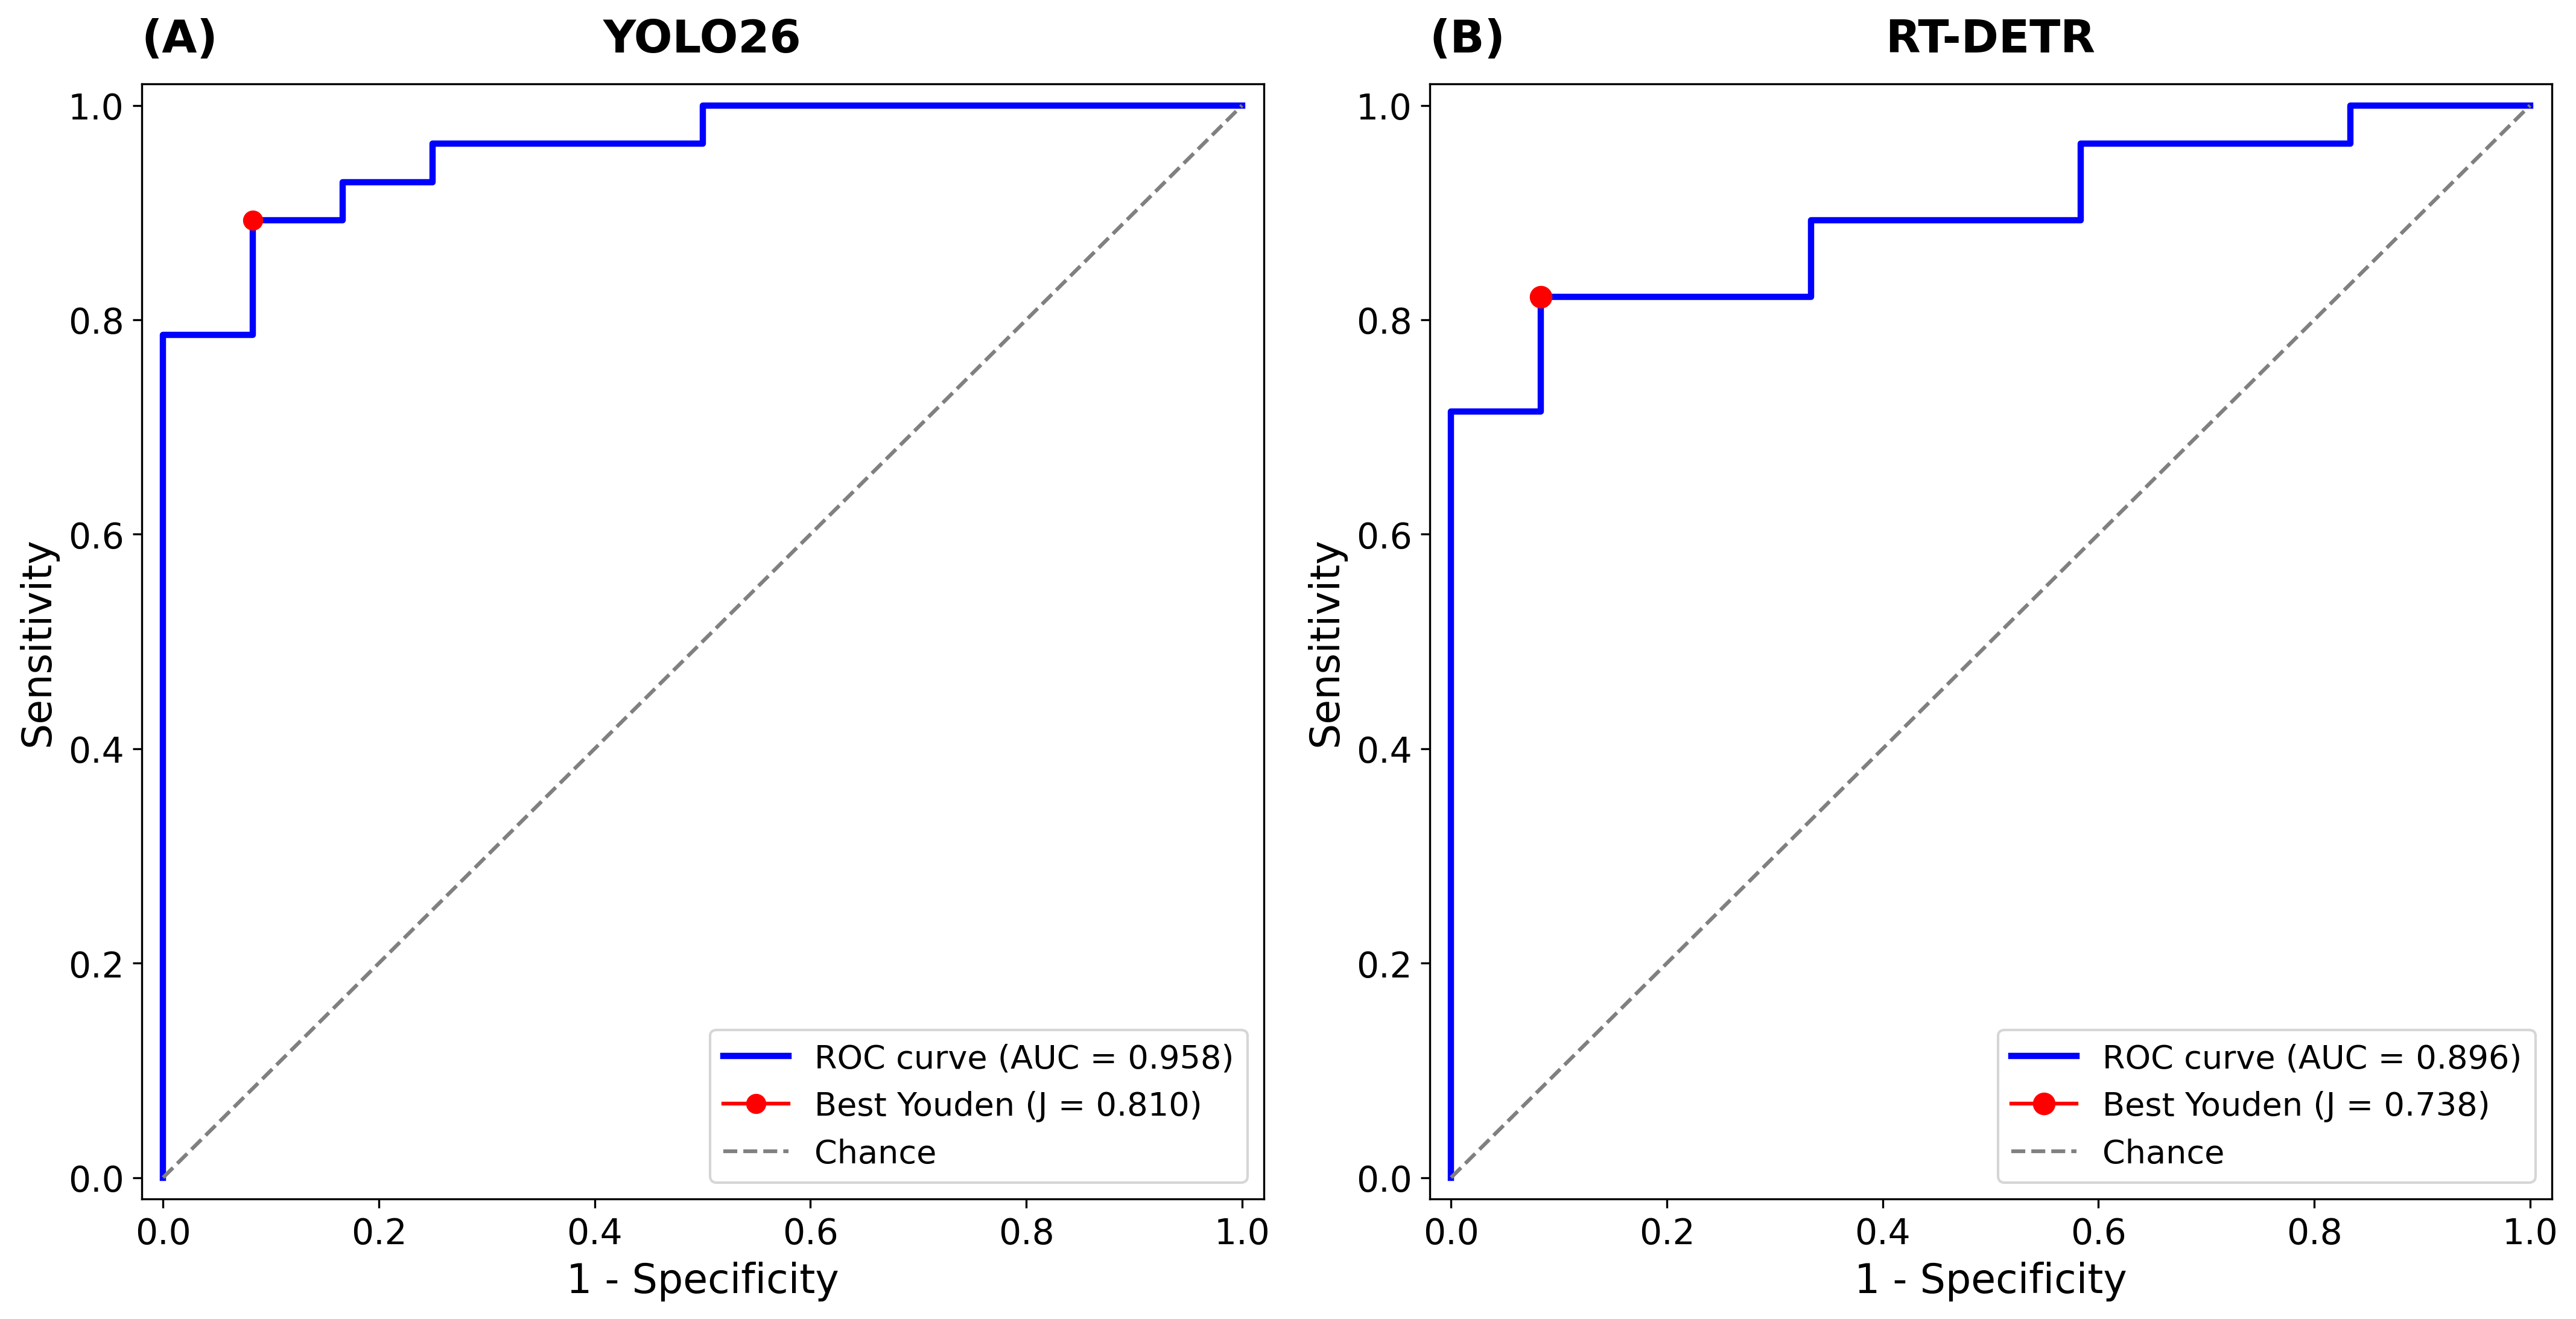 (A) YOLO26
1.0
0.8
0.6
0.4
0.2
0.0
Sensitivity
0.0 0.2 0.4 0.6 0.8 1.0
1 - Specificity
ROC curve (AUC = 0.958)
Best Youden (J = 0.810)
Chance
(B) RT-DETR
1.0
0.8
0.6
0.4
0.2
0.0
Sensitivity
0.0 0.2 0.4 0.6 0.8 1.0
1 - Specificity
ROC curve (AUC = 0.896)
Best Youden (J = 0.738)
Chance